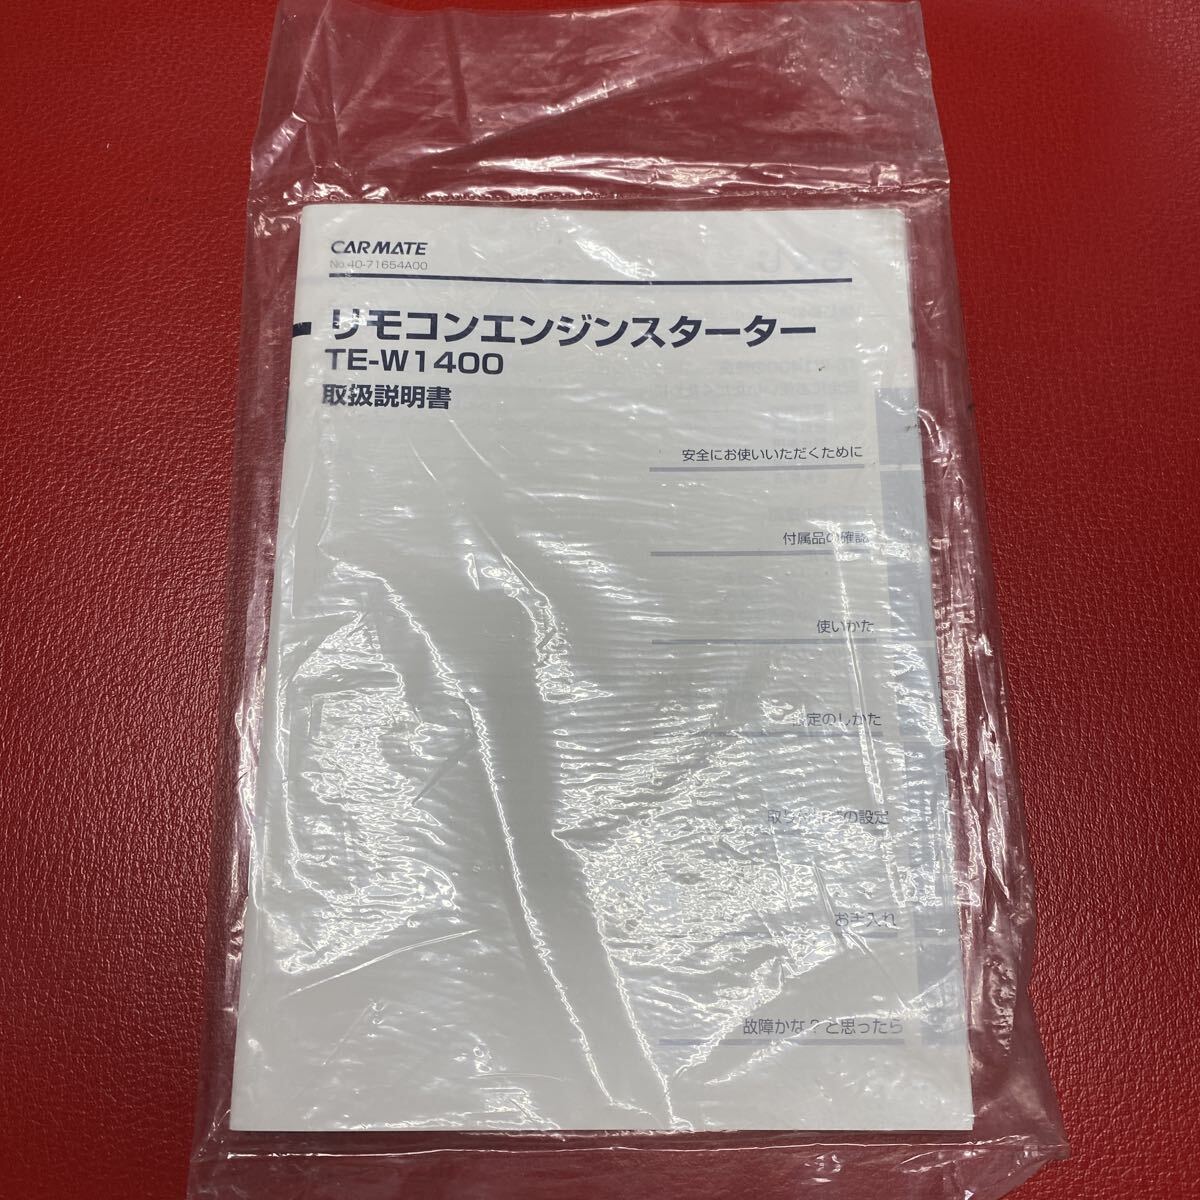 CARMATE
No.40-71654A00
リモコンエンジンスターター
TE-W1400
取扱説明書
安全にお使いいただくために
付属品の確認
使いかた
定のしかた
の設定
お手入れ
故障かな？と思ったら